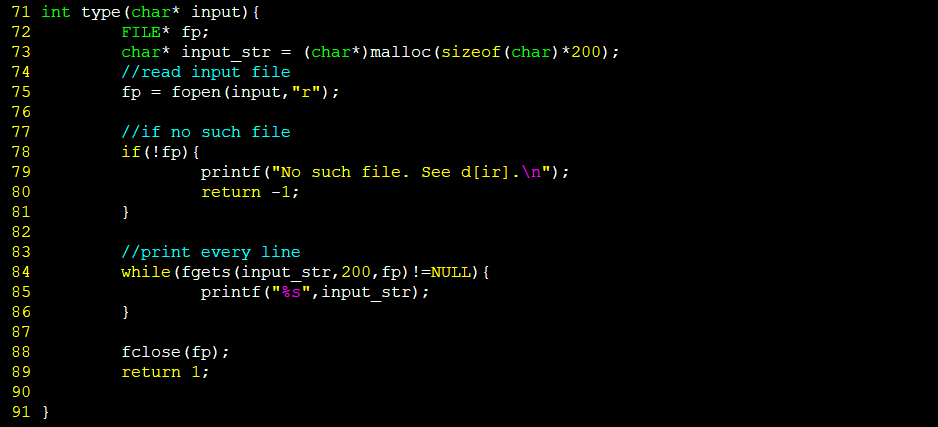 71 int type(char* input){
72         FILE* fp;
73         char* input_str = (char*)malloc(sizeof(char)*200);
74         //read input file
75         fp = fopen(input,"r");
76
77         //if no such file
78         if(!fp){
79                 printf("No such file. See d[ir].\n");
80                 return -1;
81         }
82
83         //print every line
84         while(fgets(input_str,200,fp)!=NULL){
85                 printf("%s",input_str);
86         }
87
88         fclose(fp);
89         return 1;
90
91 }